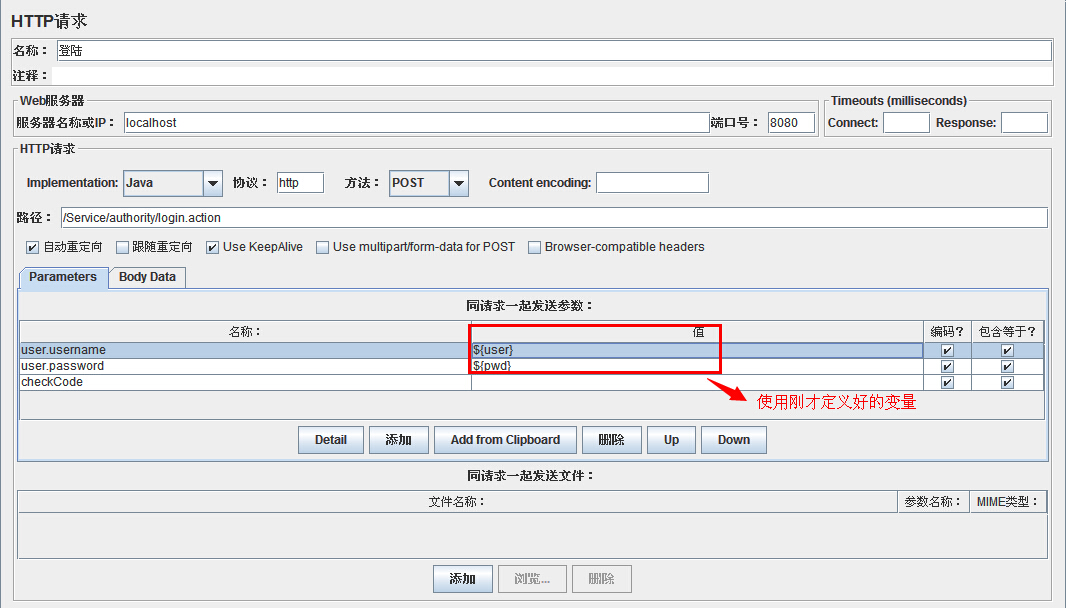 HTTP请求
名称： 登陆
注释：
Web服务器
服务器名称或IP： localhost 端口号： 8080
Timeouts (milliseconds)
Connect: Response:
HTTP请求
Implementation: Java 协议： http 方法： POST Content encoding:
路径： /Service/authority/login.action
自动重定向 跟随重定向 Use KeepAlive Use multipart/form-data for POST Browser-compatible headers
Parameters Body Data
同请求一起发送参数：
名称： 值 编码? 包含等于?
user.username ${user}
user.password ${pwd}
checkCode
使用刚才定义好的变量
Detail 添加 Add from Clipboard 删除 Up Down
同请求一起发送文件：
文件名称： 参数名称： MIME类型：
添加 浏览... 删除